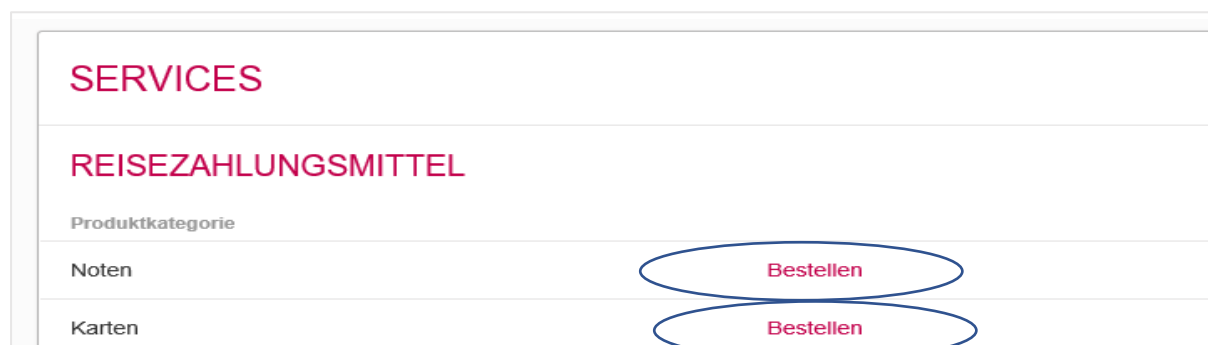 SERVICES
REISEZAHLUNGSMITTEL
Produktkategorie
Noten Bestellen
Karten Bestellen